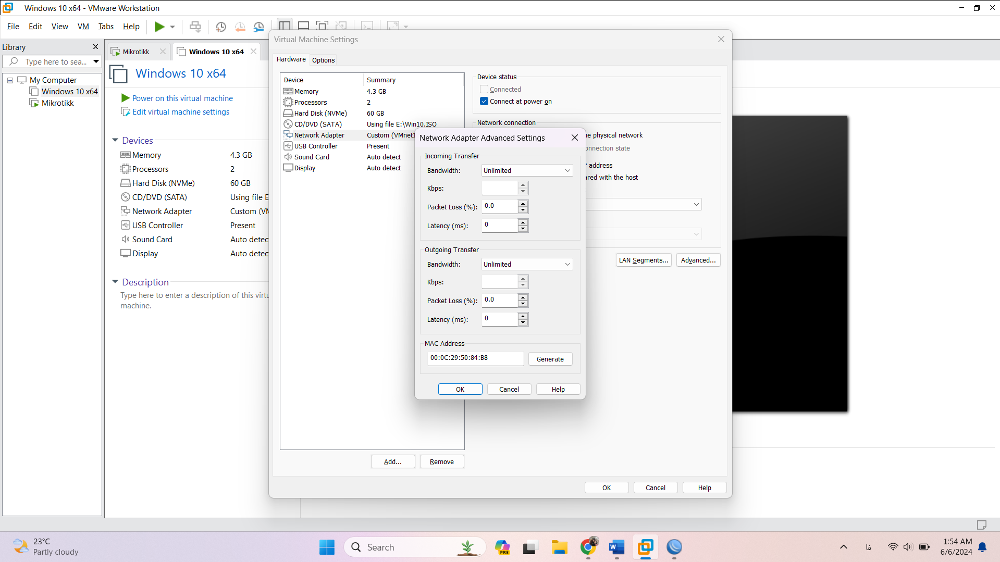 Windows 10 x64 - VMware Workstation
File Edit View VM Tabs Help
Library
Type here to sea...
My Computer
Windows 10 x64
Mikrotikk
Mikrotikk
Windows 10 x64
Windows 10 x64
Power on this virtual machine
Edit virtual machine settings
Devices
Memory 4.3 GB
Processors 2
Hard Disk (NVMe) 60 GB
CD/DVD (SATA) Using file E
Network Adapter Custom (VM
USB Controller Present
Sound Card Auto detec
Display Auto detec
Description
Type here to enter a description of this virtu
machine.
Virtual Machine Settings
Hardware Options
Device Summary
Memory 4.3 GB
Processors 2
Hard Disk (NVMe) 60 GB
CD/DVD (SATA) Using file E:\Win10.ISO
Network Adapter Custom (VMnet1
USB Controller Present
Sound Card Auto detect
Display Auto detect
Add... Remove
Device status
Connected
Connect at power on
Network connection
ne physical network
onnection state
P address
ared with the host
LAN Segments... Advanced...
OK Cancel Help
Network Adapter Advanced Settings
Incoming Transfer
Bandwidth: Unlimited
Kbps:
Packet Loss (%): 0.0
Latency (ms): 0
Outgoing Transfer
Bandwidth: Unlimited
Kbps:
Packet Loss (%): 0.0
Latency (ms): 0
MAC Address
00:0C:29:50:84:B8 Generate
OK Cancel Help
23°C
Partly cloudy
Search
PRE
فا
1:54 AM
6/6/2024